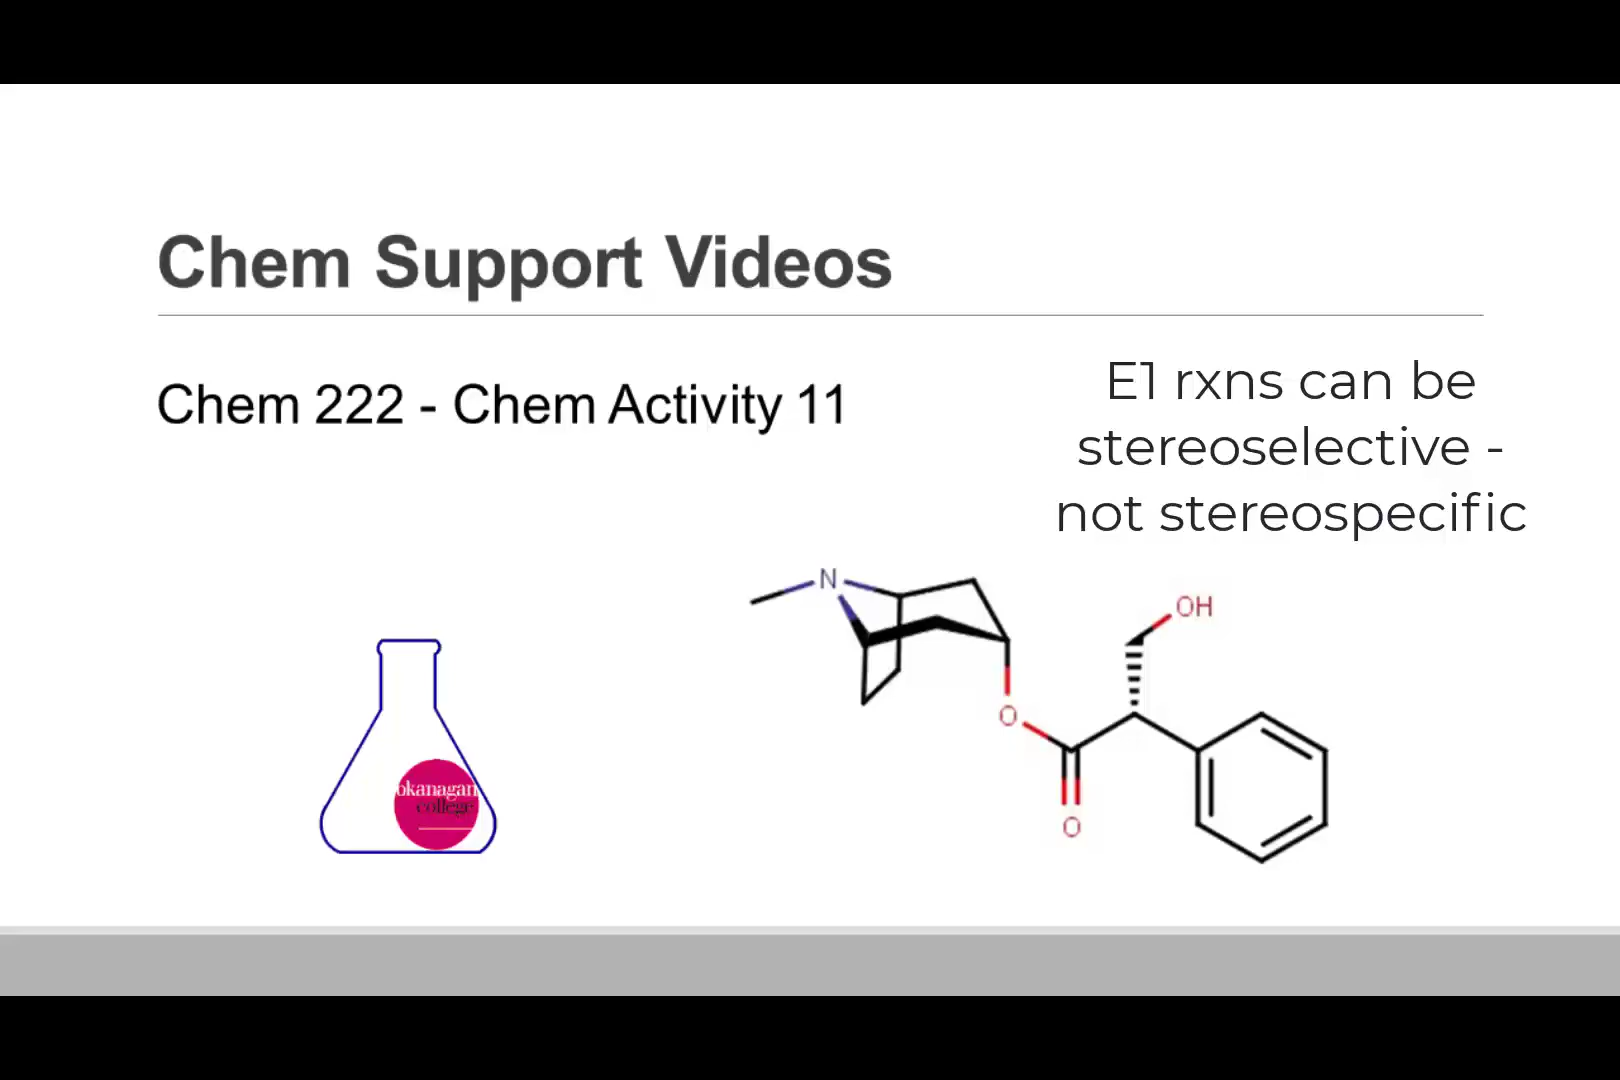 Chem Support Videos
Chem 222 - Chem Activity 11
E1 rxns can be
stereoselective -
not stereospecific
N
OH
O
O
okanagan
college